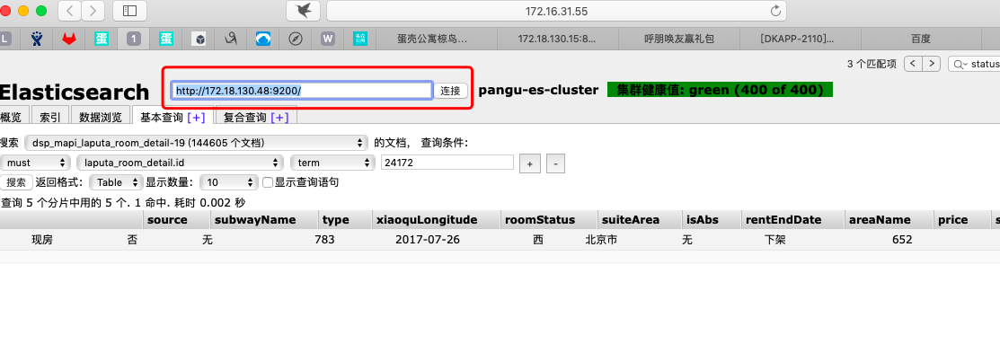 172.16.31.55
L 蛋 1 蛋 W 头先公寓 蛋壳公寓棕鸟... 172.18.130.15:8... 呼朋唤友赢礼包 [DKAPP-2110]... 百度
3 个匹配项 < > status
Elasticsearch http://172.18.130.48:9200/ 连接 pangu-es-cluster 集群健康值: green (400 of 400)
概览 索引 数据浏览 基本查询 [+] 复合查询 [+]
搜索 dsp_mapi_laputa_room_detail-19 (144605 个文档) 的文档， 查询条件：
must laputa_room_detail.id term 24172 + -
搜索 返回格式： Table 显示数量： 10 显示查询语句
查询 5 个分片中用的 5 个. 1 命中. 耗时 0.002 秒
source subwayName type xiaoquLongitude roomStatus suiteArea isAbs rentEndDate areaName price s
现房 否 无 783 2017-07-26 西 北京市 无 下架 652